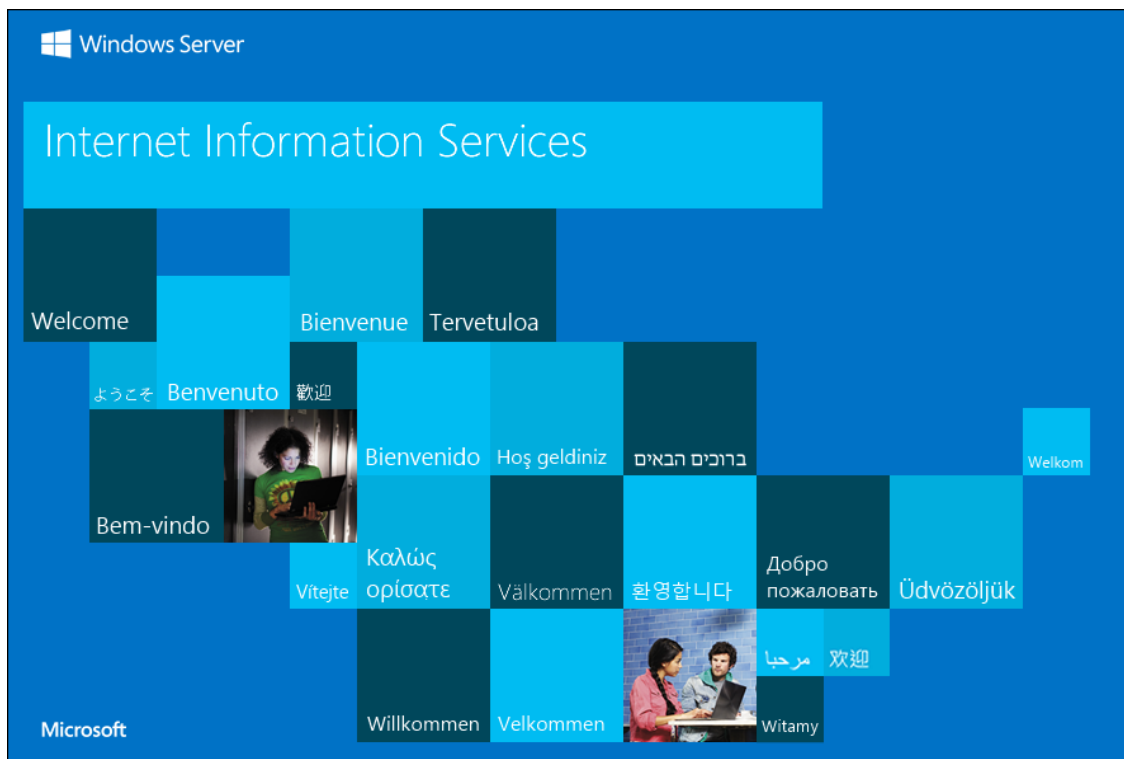 Windows Server
Internet Information Services
Welcome
Bienvenue
Tervetuloa
ようこそ
Benvenuto
歡迎
Bienvenido
Hoş geldiniz
ברוכים הבאים
Welkom
Bem-vindo
Vítejte
Καλώς
ορίσατε
Välkommen
환영합니다
Добро
пожаловать
Üdvözöljük
مرحبا
欢迎
Willkommen
Velkommen
Witamy
Microsoft